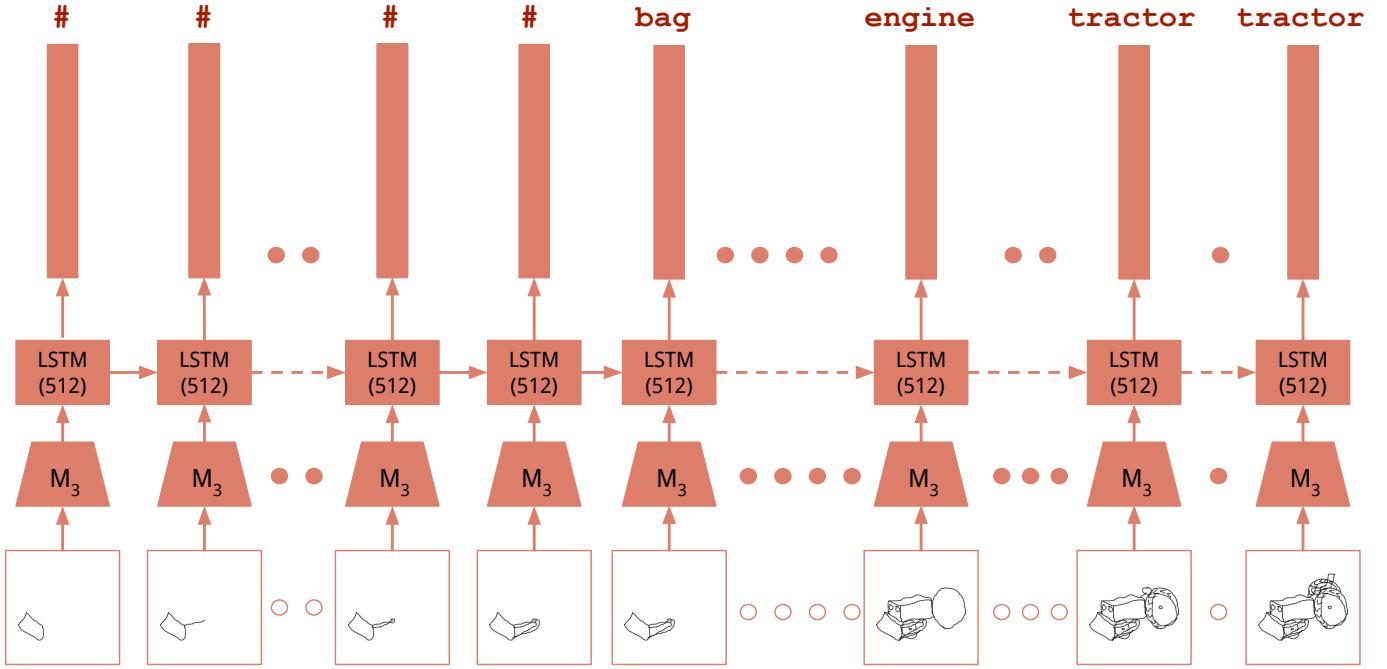 # # # # bag engine tractor tractor
LSTM LSTM LSTM LSTM LSTM LSTM LSTM LSTM
(512) (512) (512) (512) (512) (512) (512) (512)
M3 M3 M3 M3 M3 M3 M3 M3